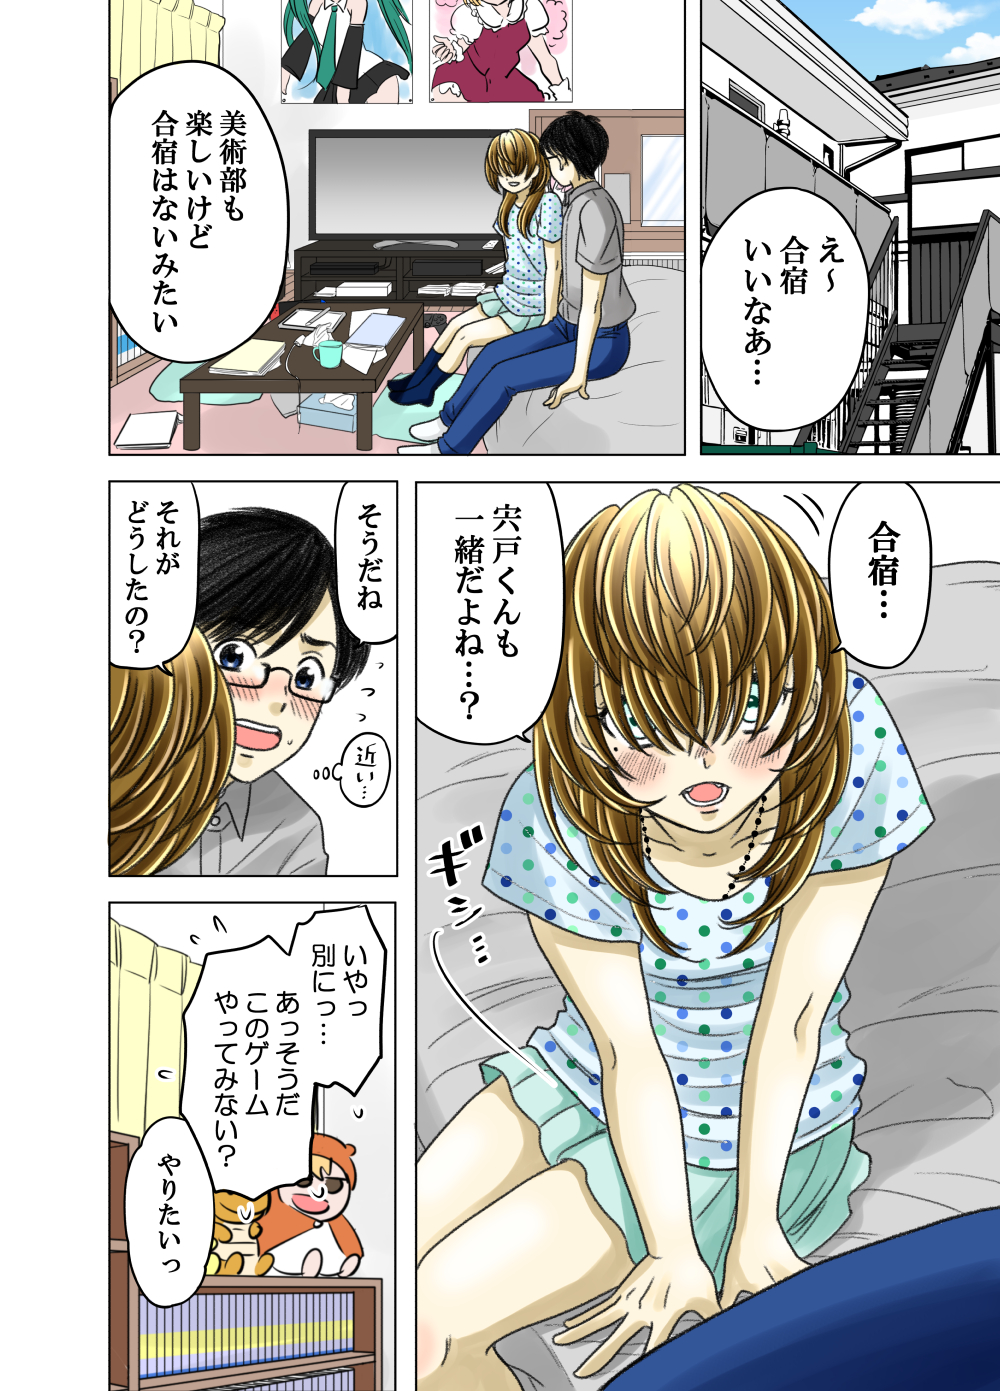 え〜
合宿
いいなぁ…
美術部も
楽しいけど
合宿はないみたい
合宿…
宍戸くんも
一緒だよね…？
ギシ…
そうだね
それが
どうしたの？
近い…
いやっ
別にっ…
あっそうだ
このゲーム
やってみない？
やりたいっ